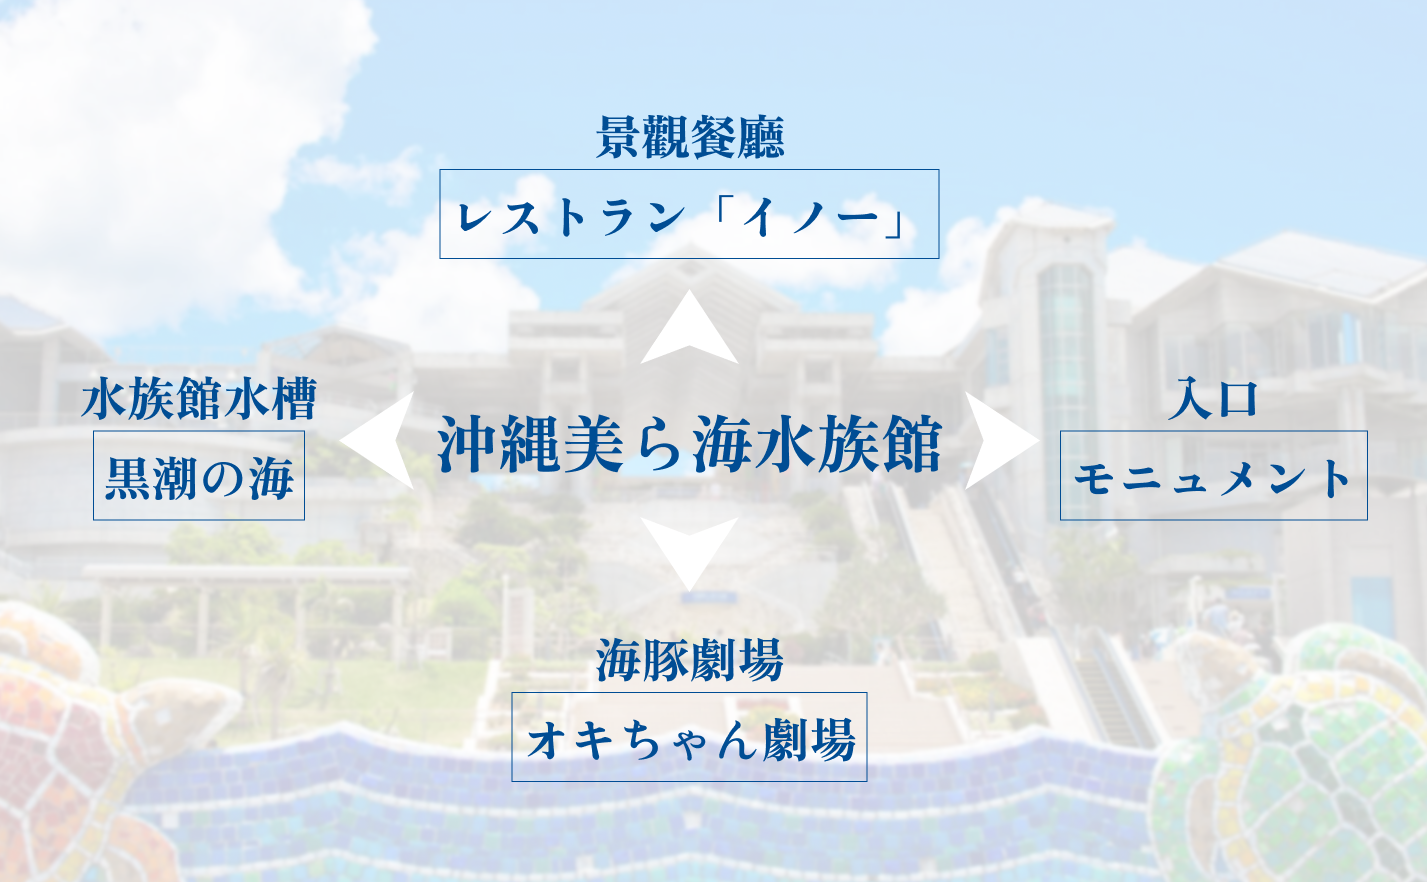 景觀餐廳
レストラン「イノー」
水族館水槽
黒潮の海
沖縄美ら海水族館
入口
モニュメント
海豚劇場
オキちゃん劇場